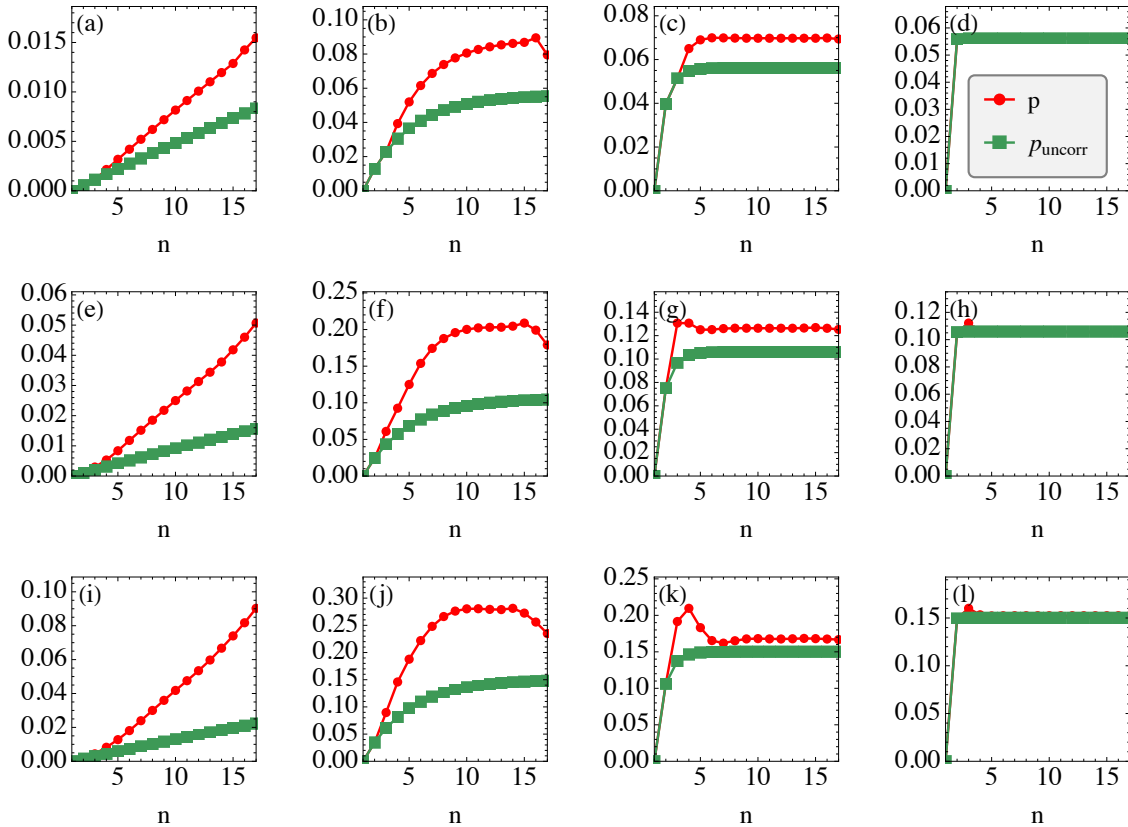 (a)
0.015
0.010
0.005
0.000
5 10 15
n
(b)
0.10
0.08
0.06
0.04
0.02
0.00
5 10 15
n
(c)
0.08
0.06
0.04
0.02
0.00
5 10 15
n
(d)
0.06
0.05
0.04
0.03
0.02
0.01
0.00
p
p_uncorr
5 10 15
n
(e)
0.06
0.05
0.04
0.03
0.02
0.01
0.00
5 10 15
n
(f)
0.25
0.20
0.15
0.10
0.05
0.00
5 10 15
n
(g)
0.14
0.12
0.10
0.08
0.06
0.04
0.02
0.00
5 10 15
n
(h)
0.12
0.10
0.08
0.06
0.04
0.02
0.00
5 10 15
n
(i)
0.10
0.08
0.06
0.04
0.02
0.00
5 10 15
n
(j)
0.30
0.25
0.20
0.15
0.10
0.05
0.00
5 10 15
n
(k)
0.25
0.20
0.15
0.10
0.05
0.00
5 10 15
n
(l)
0.15
0.10
0.05
0.00
5 10 15
n